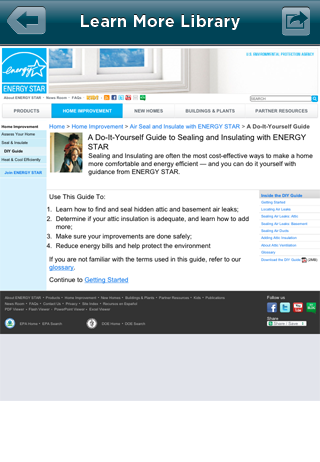 Learn More Library
U.S. ENVIRONMENTAL PROTECTION AGENCY
energy
ENERGY STAR
About ENERGY STAR • News Room • FAQs
SEARCH
PRODUCTS HOME IMPROVEMENT NEW HOMES BUILDINGS & PLANTS PARTNER RESOURCES
Home Improvement
Assess Your Home
Seal & Insulate
DIY Guide
Heat & Cool Efficiently
Join ENERGY STAR
Home > Home Improvement > Air Seal and Insulate with ENERGY STAR > A Do-It-Yourself Guide
A Do-It-Yourself Guide to Sealing and Insulating with ENERGY
STAR
Sealing and Insulating are often the most cost-effective ways to make a home
more comfortable and energy efficient — and you can do it yourself with
guidance from ENERGY STAR.
Use This Guide To:
1. Learn how to find and seal hidden attic and basement air leaks;
2. Determine if your attic insulation is adequate, and learn how to add
more;
3. Make sure your improvements are done safely;
4. Reduce energy bills and help protect the environment
If you are not familiar with the terms used in this guide, refer to our
glossary.
Continue to Getting Started
Inside the DIY Guide
Getting Started
Locating Air Leaks
Sealing Air Leaks: Attic
Sealing Air Leaks: Basement
Sealing Air Guide
Adding Attic Insulation
About Attic Ventilation
Glossary
Download the DIY Guide
About ENERGY STAR • Products • Home Improvement • New Homes • Buildings & Plants • Partner Resources • Kids • Publications
News Room • FAQs • Contact Us • Privacy • Site Index • Recursos en Español
PDF Viewer • Flash Viewer • PowerPoint Viewer • Excel Viewer
EPA Home • EPA Search
DOE Home • DOE Search
Follow us
Share
Share / Save